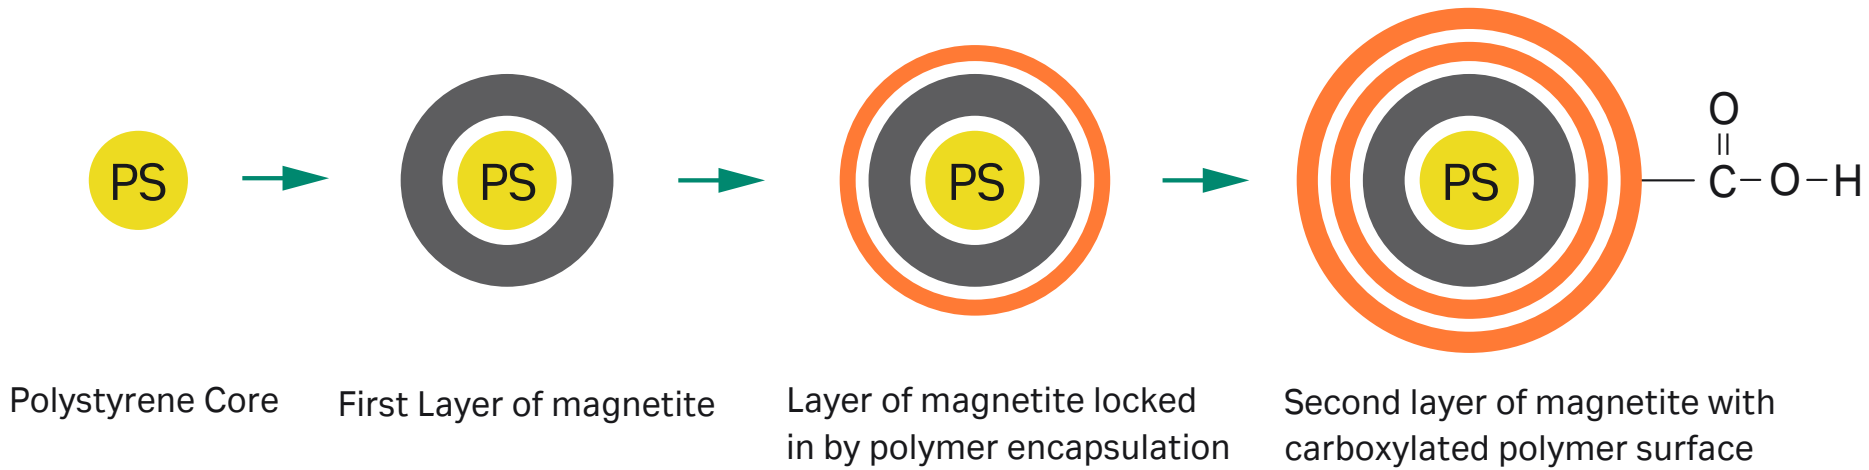 PS
PS
PS
PS
O
C–O–H
Polystyrene Core
First Layer of magnetite
Layer of magnetite locked
in by polymer encapsulation
Second layer of magnetite with
carboxylated polymer surface